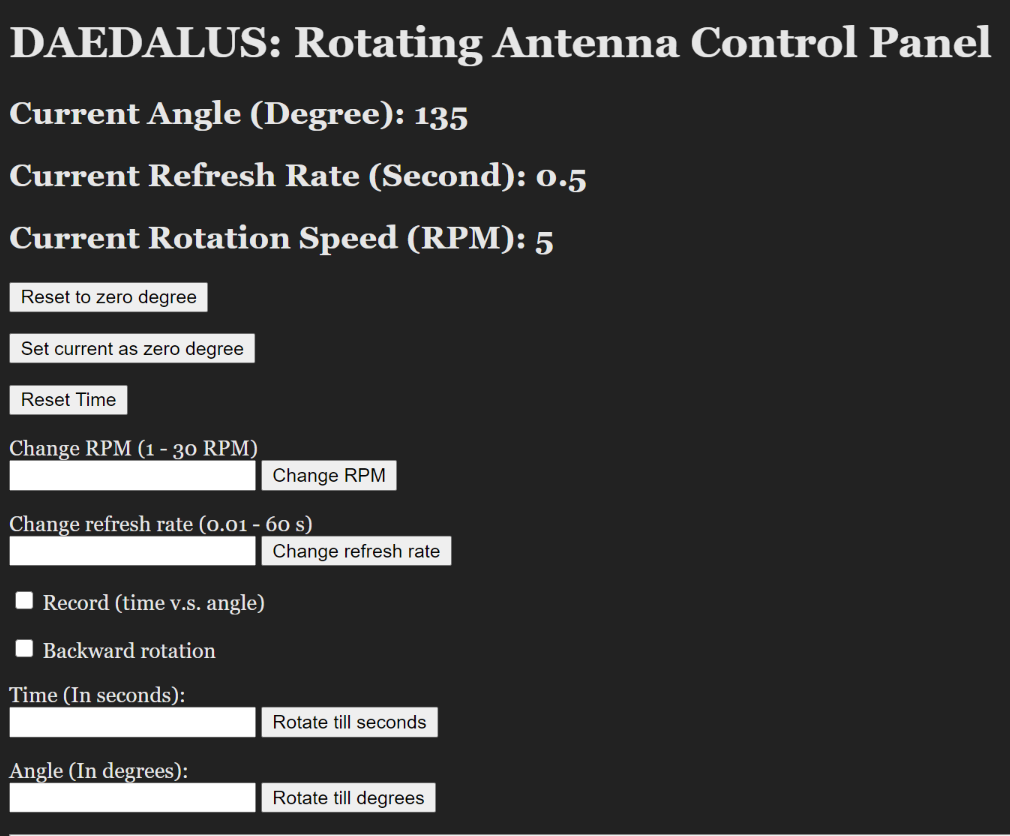 DAEDALUS: Rotating Antenna Control Panel
Current Angle (Degree): 135
Current Refresh Rate (Second): 0.5
Current Rotation Speed (RPM): 5
Reset to zero degree
Set current as zero degree
Reset Time
Change RPM (1 - 30 RPM)
Change RPM
Change refresh rate (0.01 - 60 s)
Change refresh rate
Record (time v.s. angle)
Backward rotation
Time (In seconds):
Rotate till seconds
Angle (In degrees):
Rotate till degrees